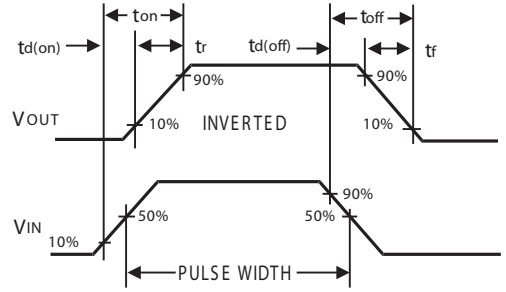 ton toff
td(on) tr td(off) tf
90% 90%
VOUT 10% INVERTED 10%
90%
50% 50%
VIN 10%
PULSE WIDTH